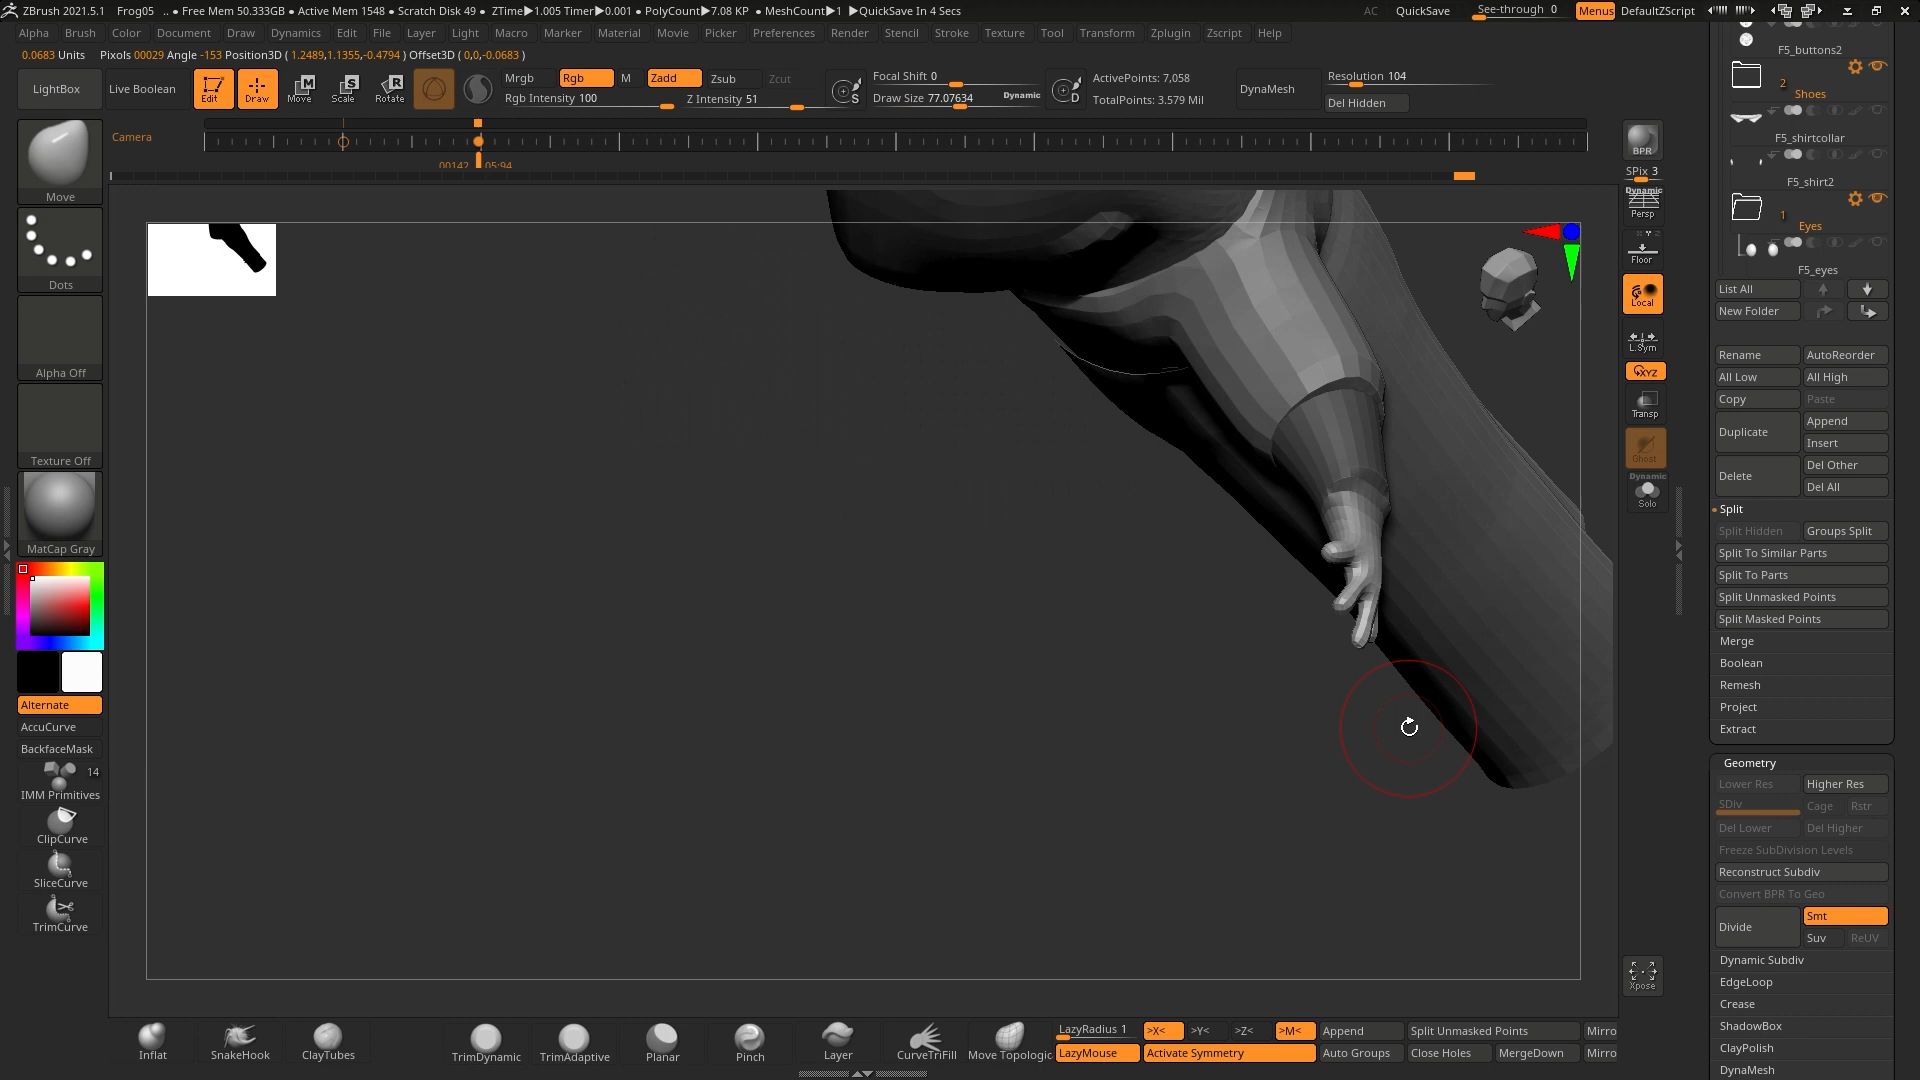 ZBrush 2021.5.1 Frog05 .. • Free Mem 50.333GB • Active Mem 1548 • Scratch Disk 49 • ZTime▶1.005 Timer▶0.001 • PolyCount▶7.08 KP • MeshCount▶1 ▶QuickSave In 4 Secs AC QuickSave See-through 0 Menus DefaultZScript
Alpha Brush Color Document Draw Dynamics Edit File Layer Light Macro Marker Material Movie Picker Preferences Render Stencil Stroke Texture Tool Transform Zplugin Zscript Help
0.0683 Units Pixols 00029 Angle -153 Position3D ( 1.2489,1.1355,-0.4794 ) Offset3D ( 0,0,-0.0683 )
LightBox
Live Boolean
Edit
Draw
Move
Scale
Rotate
Mrgb Rgb M Zadd Zsub Zcut
Rgb Intensity 100 Z Intensity 51
S
Focal Shift 0
Draw Size 77.07634 Dynamic
D
ActivePoints: 7,058
TotalPoints: 3.579 Mil
DynaMesh
Resolution 104
Del Hidden
Camera
00142 05:94
Move
Dots
Alpha Off
Texture Off
MatCap Gray
Alternate
AccuCurve
BackfaceMask
14
IMM Primitives
ClipCurve
SliceCurve
TrimCurve
BPR
SPix 3
Dynamic
Persp
Floor
Local
L.Sym
XYZ
Transp
Ghost
Dynamic
Solo
Xpose
F5_buttons2
2
Shoes
F5_shirtcollar
F5_shirt2
1
Eyes
F5_eyes
List All
New Folder
Rename AutoReorder
All Low All High
Copy Paste
Duplicate Append
Insert
Delete Del Other
Del All
Split
Split Hidden Groups Split
Split To Similar Parts
Split To Parts
Split Unmasked Points
Split Masked Points
Merge
Boolean
Remesh
Project
Extract
Geometry
Lower Res Higher Res
SDiv Cage Rstr
Del Lower Del Higher
Freeze SubDivision Levels
Reconstruct Subdiv
Convert BPR To Geo
Divide Smt
Suv ReUV
Dynamic Subdiv
EdgeLoop
Crease
ShadowBox
ClayPolish
DynaMesh
Inflat SnakeHook ClayTubes TrimDynamic TrimAdaptive Planar Pinch Layer CurveTriFill Move Topologic
LazyRadius 1 >X< >Y< >Z< >M< Append Split Unmasked Points Mirro
LazyMouse Activate Symmetry Auto Groups Close Holes MergeDown Mirro